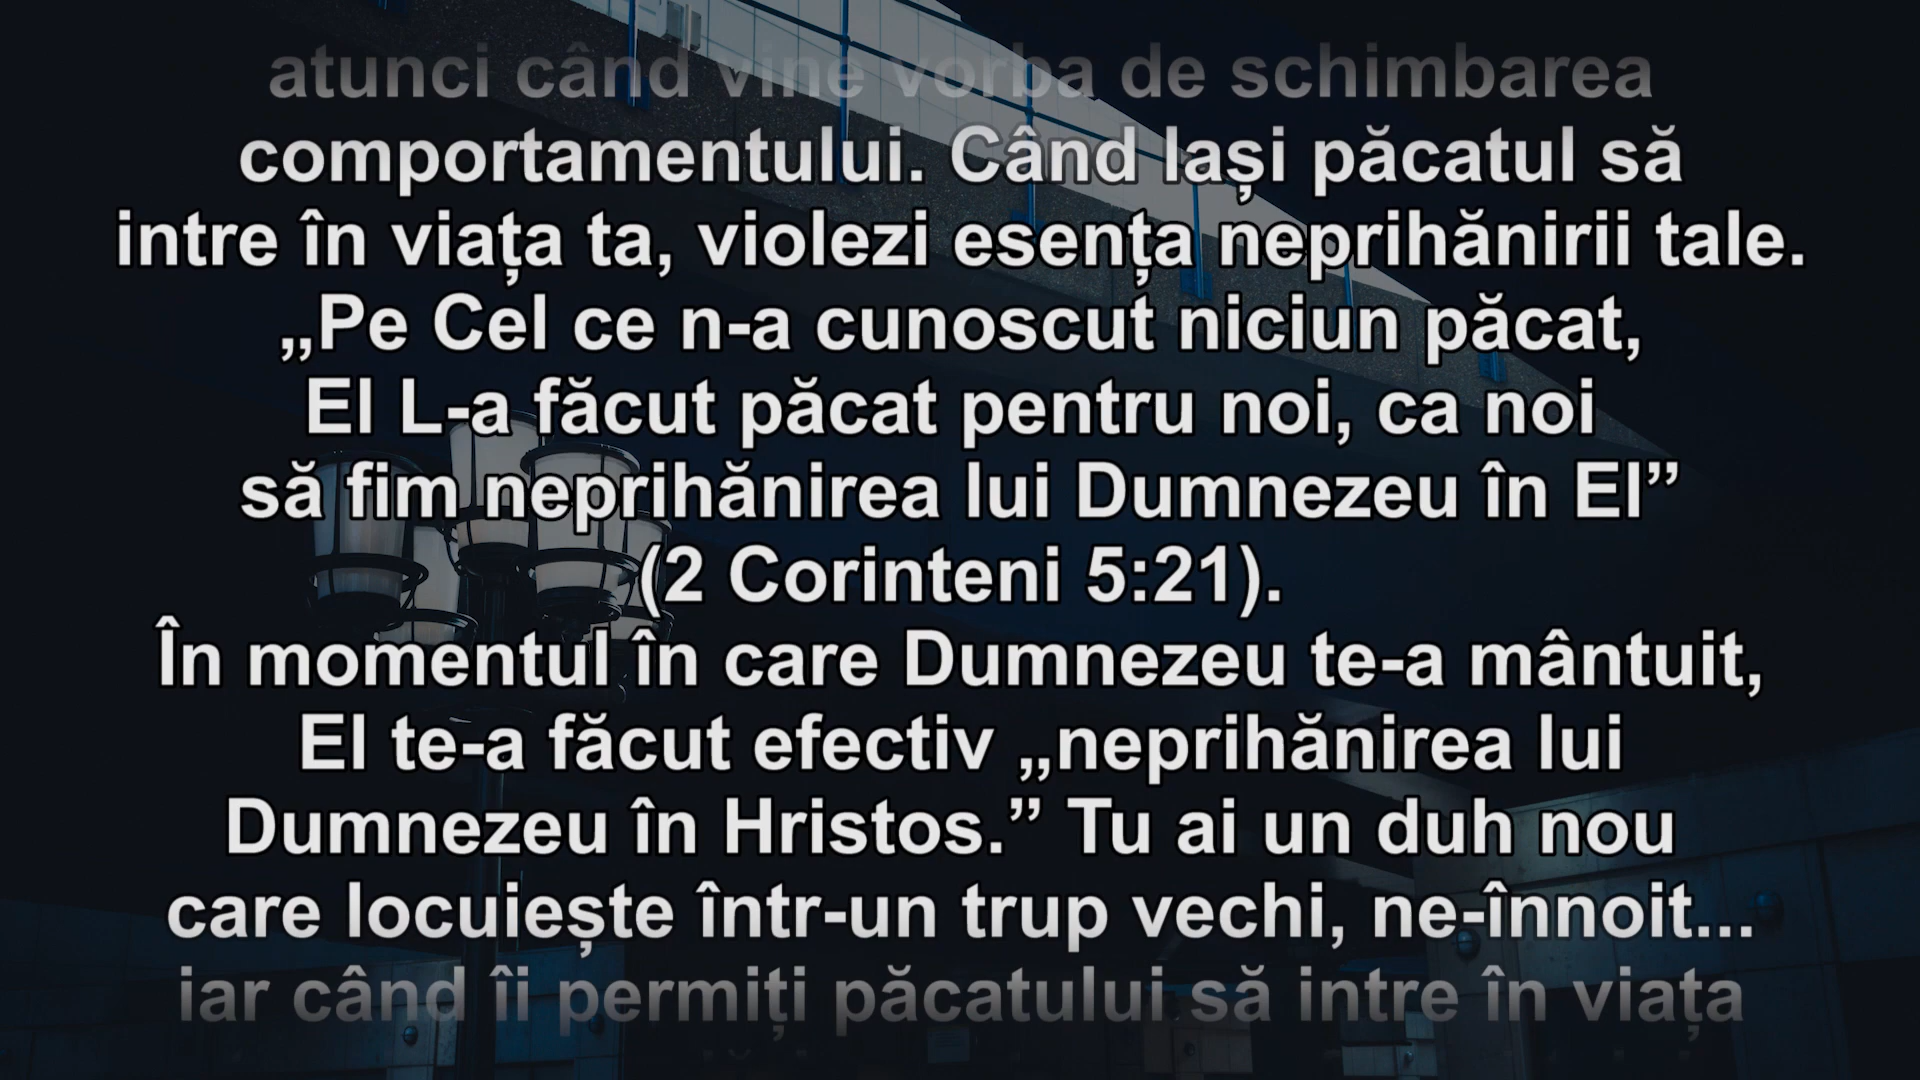 atunci când vine vorba de schimbarea
comportamentului. Când lași păcatul să
intre în viața ta, violezi esența neprihănirii tale.
„Pe Cel ce n-a cunoscut niciun păcat,
El L-a făcut păcat pentru noi, ca noi
să fim neprihănirea lui Dumnezeu în El”
(2 Corinteni 5:21).
În momentul în care Dumnezeu te-a mântuit,
El te-a făcut efectiv „neprihănirea lui
Dumnezeu în Hristos.” Tu ai un duh nou
care locuiește într-un trup vechi, ne-înnoit...
iar când îi permiți păcatului să intre în viața